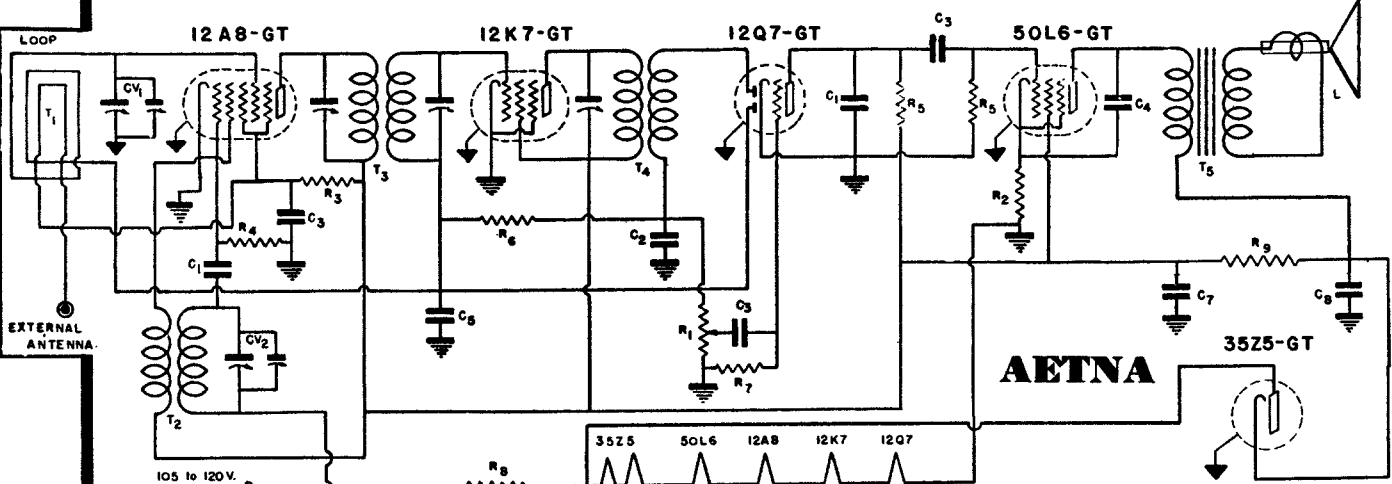 LOOP
12A8-GT
12K7-GT
12Q7-GT
C3
50L6-GT
CV1
T1
T3
T4
C1
R5
R5
C4
T5
L
R3
C3
R4
R6
C2
R2
R9
C1
C7
C8
C5
R1
C3
R7
EXTERNAL
ANTENNA.
CV2
T2
AETNA
35Z5-GT
35Z5 50L6 12A8 12K7 12Q7
105 to 120V.
R8